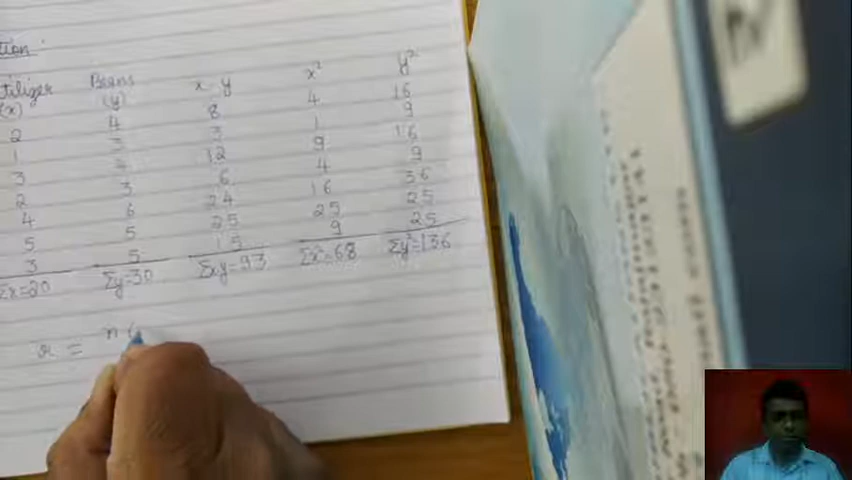 tion:
tilizer Beans x y x² y²
(x) (y)
2 4 8 4 16
1 3 3 1 9
3 4 12 9 16
2 3 6 4 9
4 6 24 16 36
5 5 25 25 25
3 5 15 9 25
Σx=20 Σy=30 Σxy=93 Σx²=68 Σy²=136
r = n (